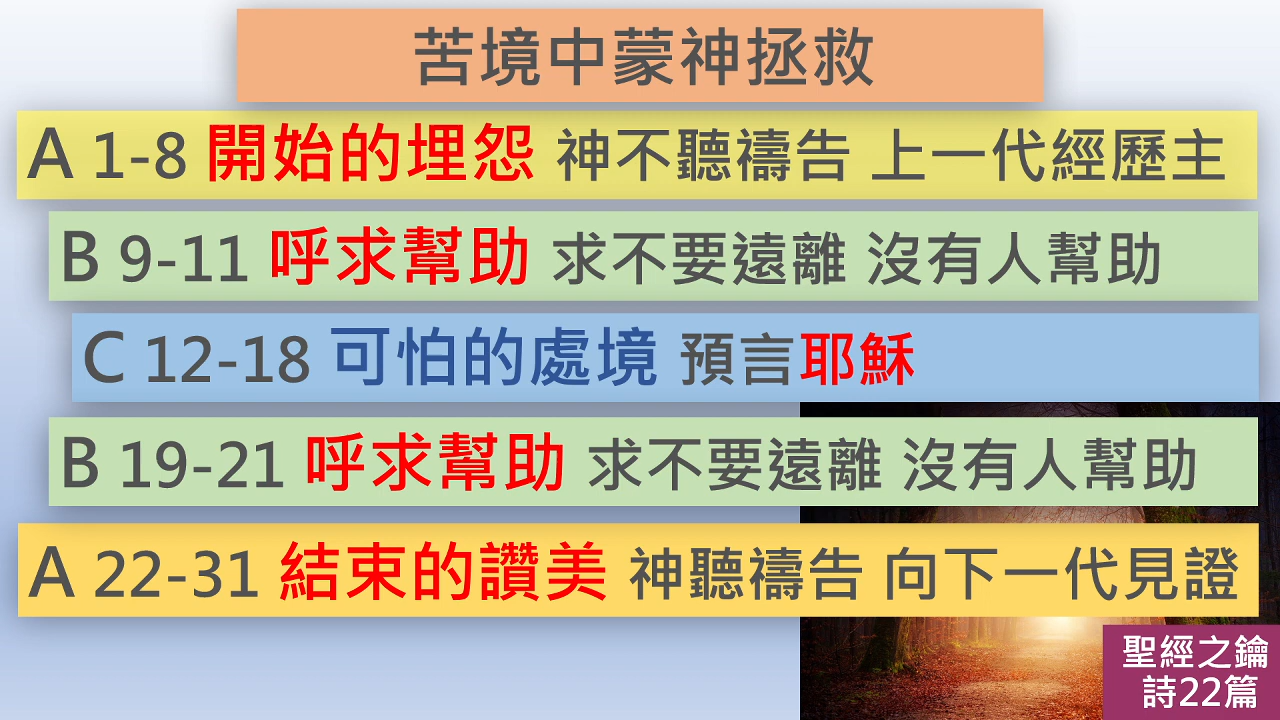 苦境中蒙神拯救
A 1-8 開始的埋怨 神不聽禱告 上一代經歷主
B 9-11 呼求幫助 求不要遠離 沒有人幫助
C 12-18 可怕的處境 預言耶穌
B 19-21 呼求幫助 求不要遠離 沒有人幫助
A 22-31 結束的讚美 神聽禱告 向下一代見證
聖經之鑰
詩22篇